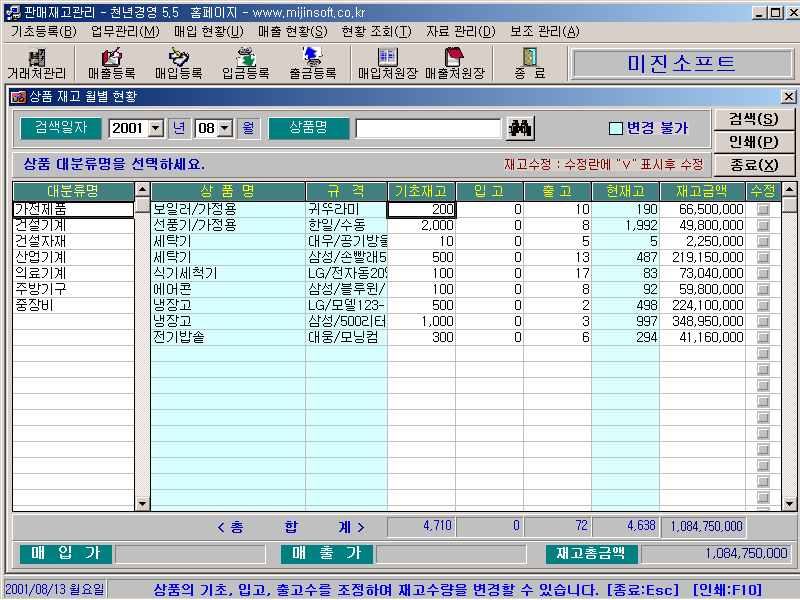 판매재고관리 - 천년경영 5.5 홈페이지 - www.mijinsoft.co.kr
기초등록(B) 업무관리(M) 매입 현황(U) 매출 현황(S) 현황 조회(T) 자료 관리(D) 보조 관리(A)
거래처관리 매출등록 매입등록 입금등록 출금등록 매입처원장 매출처원장 종 료 미진소프트
상품 재고 월별 현황
검색일자 2001 년 08 월 상품명 변경 불가 검색(S)
인쇄(P)
상품 대분류명을 선택하세요. 재고수정 : 수정란에 "v" 표시후 수정 종료(X)
대분류명 상 품 명 규 격 기초재고 입 고 출 고 현재고 재고금액 수정
가전제품 보일러/가정용 귀뚜라미 200 0 10 190 66,500,000
건설기계 선풍기/가정용 한일/수동 2,000 0 8 1,992 49,800,000
건설자재 세탁기 대우/공기방울 10 0 5 5 2,250,000
산업기계 세탁기 삼성/손빨래5 500 0 13 487 219,150,000
의료기계 식기세척기 LG/전자동20% 100 0 17 83 73,040,000
주방기구 에어콘 삼성/블루윈/ 100 0 8 92 59,800,000
중장비 냉장고 LG/모델123- 500 0 2 498 224,100,000
냉장고 삼성/500리터 1,000 0 3 997 348,950,000
전기밥솥 대웅/모닝컴 300 0 6 294 41,160,000
< 총 합 계 > 4,710 0 72 4,638 1,084,750,000
매 입 가 매 출 가 재고총금액 1,084,750,000
2001/08/13 월요일 상품의 기초, 입고, 출고수를 조정하며 재고수량을 변경할 수 있습니다. [종료:Esc] [인쇄:F10]